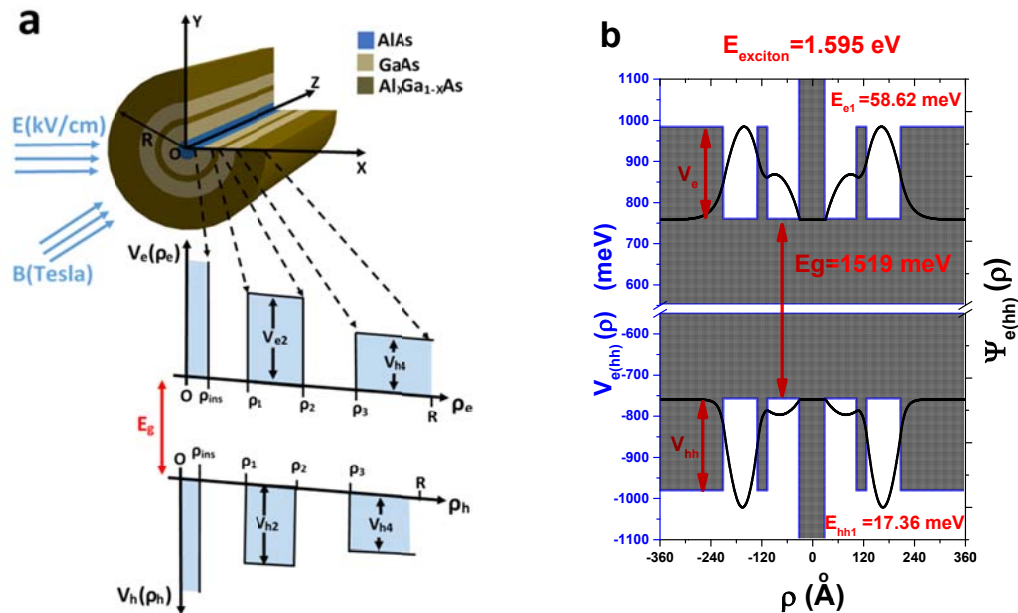 a
Y
AlAs
GaAs
AlxGa1-xAs
Z
E(kV/cm)
R
O
X
B(Tesla)
Ve(ρe)
Ve2
Vh4
O
ρins
ρ1
ρ2
ρ3
R
ρe
Eg
O
ρins
ρ1
ρ2
ρ3
R
ρh
Vh2
Vh4
Vh(ρh)
b
Eexciton=1.595 eV
Ee1=58.62 meV
1100
1000
900
800
700
600
-600
-700
-800
-900
-1000
-1100
Ve(hh) (ρ) (meV)
Ve
Eg=1519 meV
Vhh
Ehh1=17.36 meV
Ψe(hh) (ρ)
-360 -240 -120 0 120 240 360
ρ (Å)